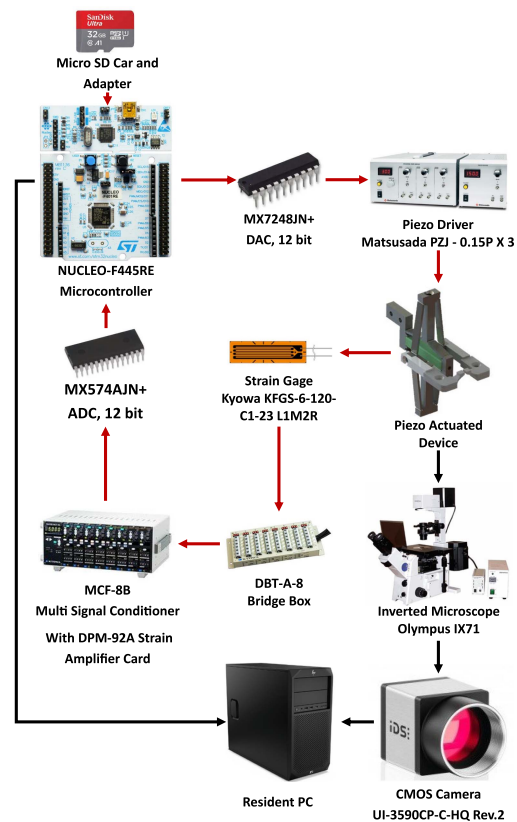 SanDisk
Ultra
32GB
A1
Micro SD Car and
Adapter
NUCLEO-F445RE
Microcontroller
MX7248JN+
DAC, 12 bit
Piezo Driver
Matsusada PZJ - 0.15P X 3
MX574AJN+
ADC, 12 bit
Strain Gage
Kyowa KFGS-6-120-
C1-23 L1M2R
Piezo Actuated
Device
MCF-8B
Multi Signal Conditioner
With DPM-92A Strain
Amplifier Card
DBT-A-8
Bridge Box
Inverted Microscope
Olympus IX71
Resident PC
iDS
CMOS Camera
UI-3590CP-C-HQ Rev.2